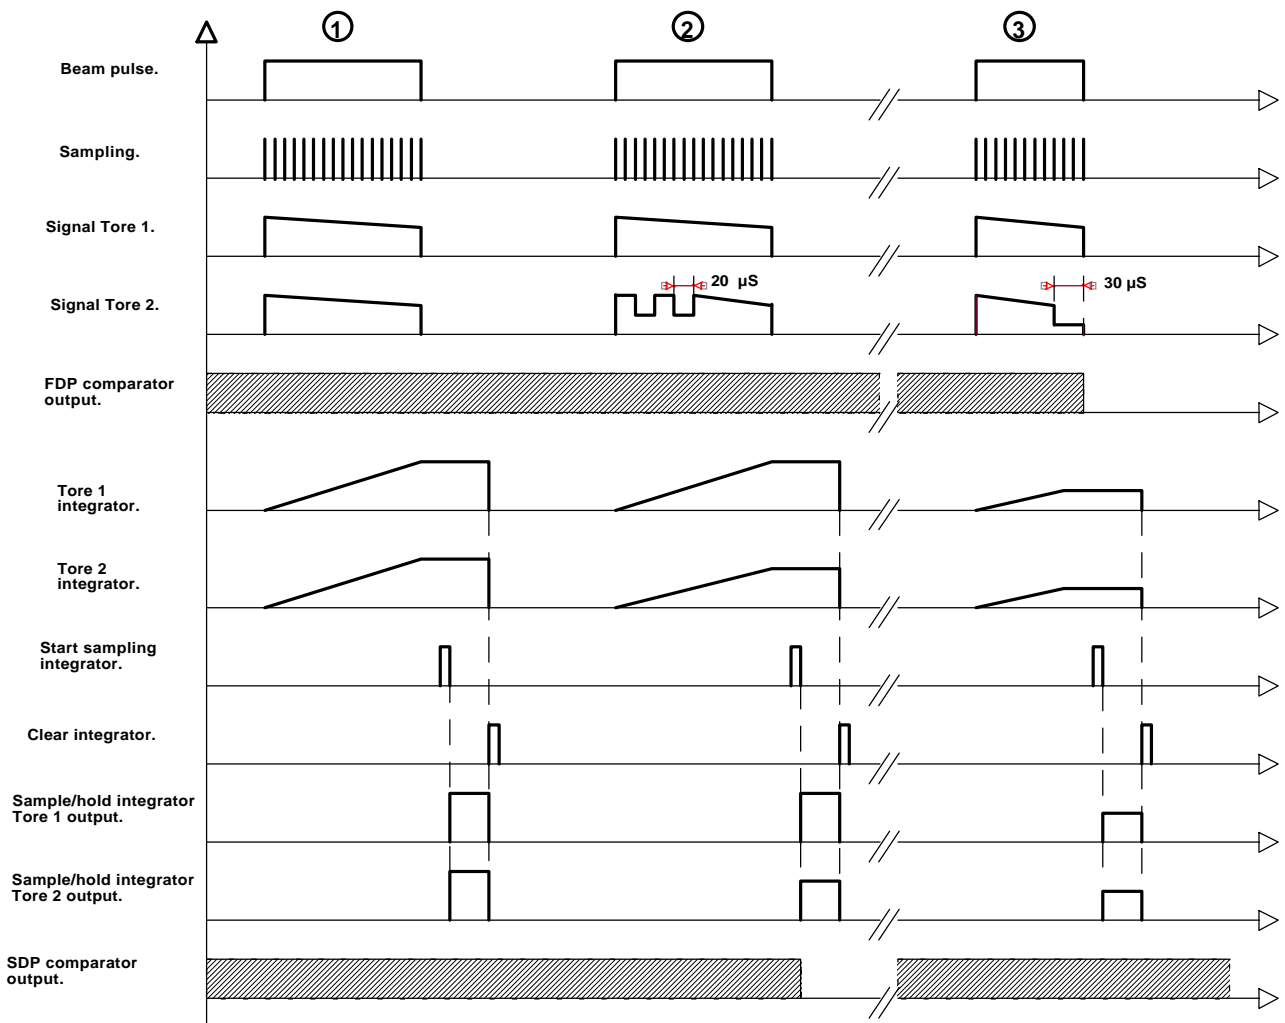 1
2
3
Beam pulse.
Sampling.
Signal Tore 1.
20 µS
30 µS
Signal Tore 2.
FDP comparator
output.
Tore 1
integrator.
Tore 2
integrator.
Start sampling
integrator.
Clear integrator.
Sample/hold integrator
Tore 1 output.
Sample/hold integrator
Tore 2 output.
SDP comparator
output.